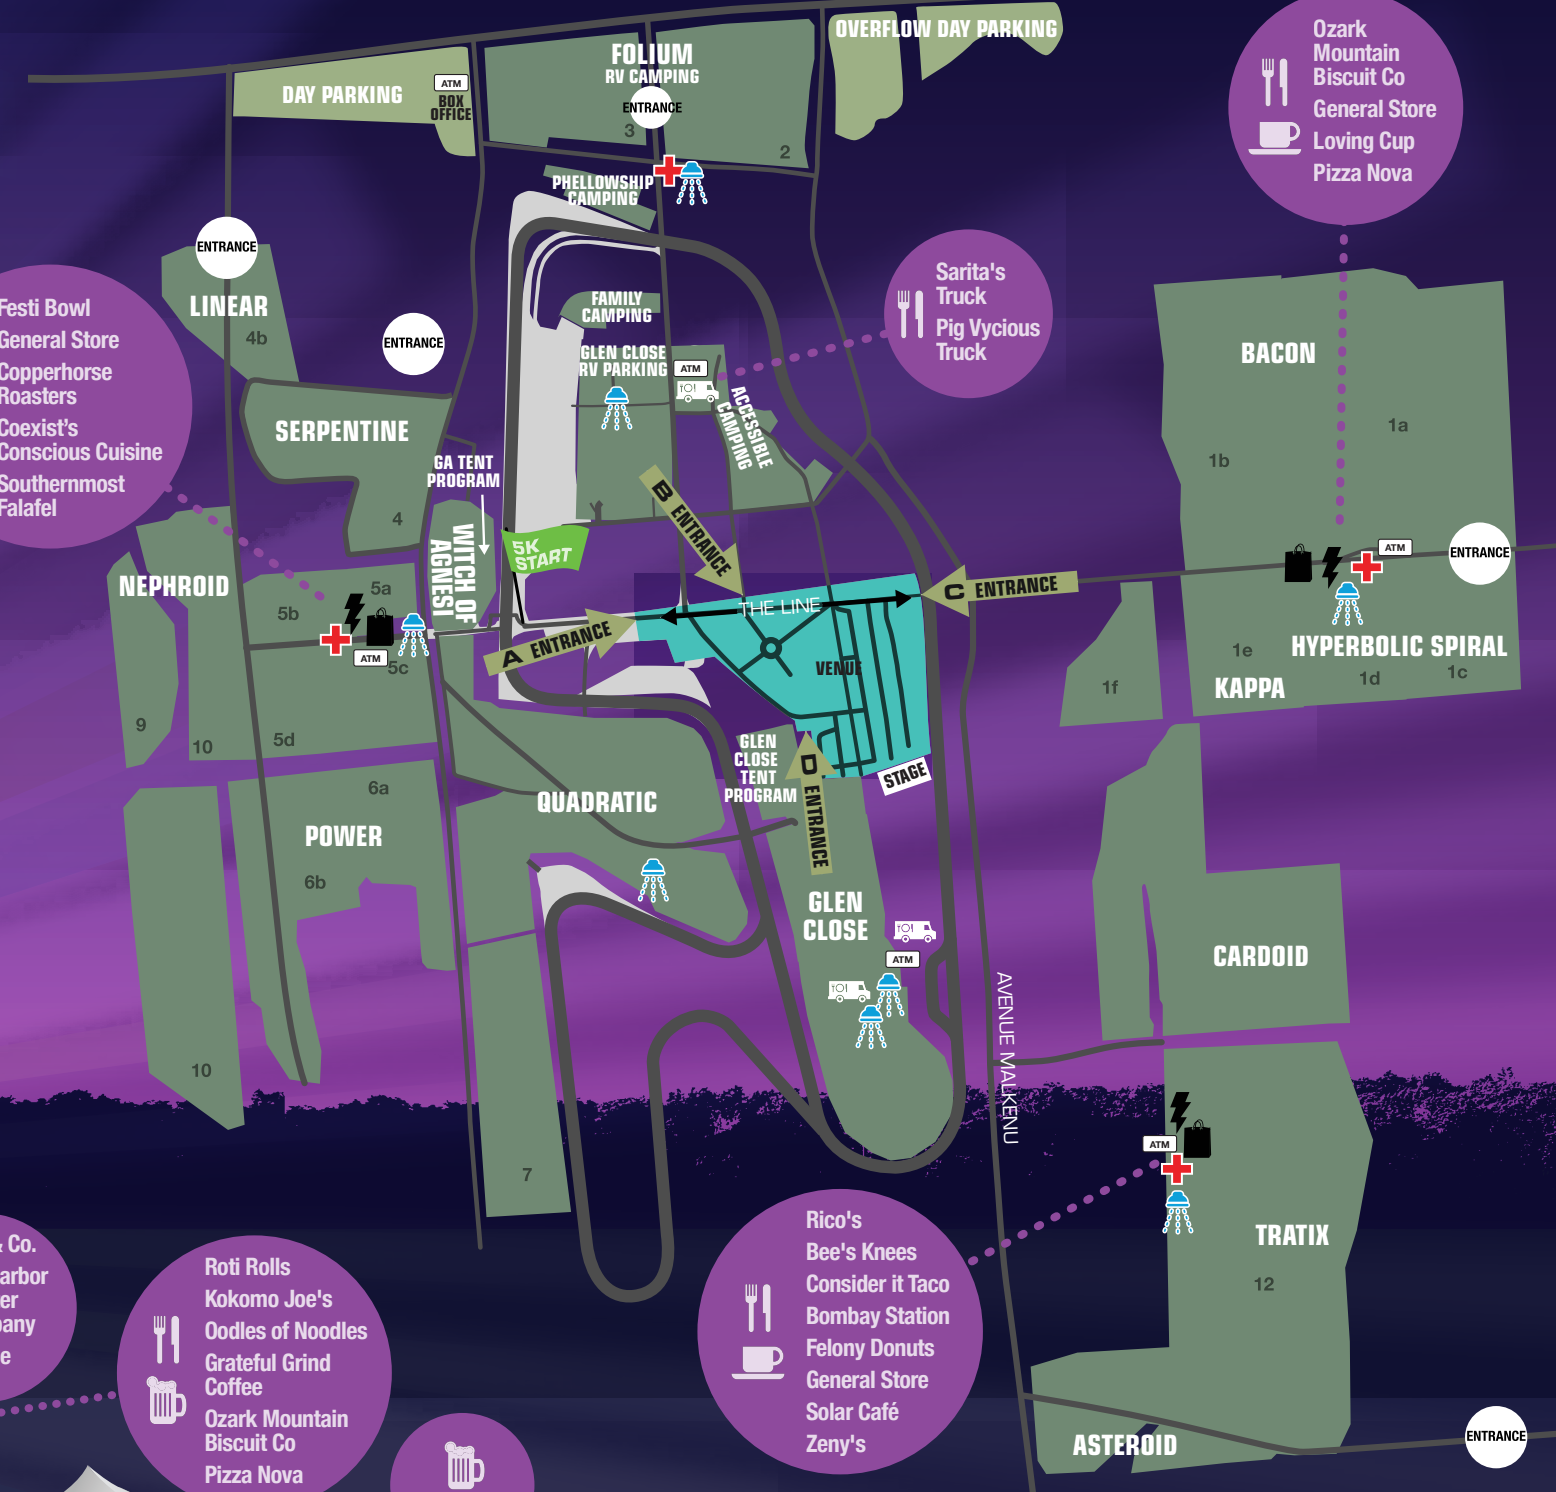 OVERFLOW DAY PARKING
FOLIUM
RV CAMPING
ENTRANCE
3
2
DAY PARKING
ATM
BOX
OFFICE
Ozark
Mountain
Biscuit Co
General Store
Loving Cup
Pizza Nova
PHELLOWSHIP
CAMPING
ENTRANCE
LINEAR
4b
ENTRANCE
Festi Bowl
General Store
Copperhorse
Roasters
Coexist's
Conscious Cuisine
Southernmost
Falafel
FAMILY
CAMPING
GLEN CLOSE
RV PARKING
ATM
ACCESSIBLE
CAMPING
Sarita's
Truck
Pig Vycious
Truck
BACON
1a
1b
SERPENTINE
4
GA TENT
PROGRAM
WITCH OF
AGNESI
5K
START
B ENTRANCE
C ENTRANCE
A ENTRANCE
THE LINE
VENUE
STAGE
NEPHROID
5a
5b
ATM
5c
5d
9
10
ATM
ENTRANCE
1e
HYPERBOLIC SPIRAL
1d
1c
KAPPA
1f
GLEN
CLOSE
TENT
PROGRAM
D ENTRANCE
QUADRATIC
6a
POWER
6b
GLEN
CLOSE
ATM
CARDOID
AVENUE MALKENU
10
7
ATM
TRATIX
12
ASTEROID
ENTRANCE
Rico's
Bee's Knees
Consider it Taco
Bombay Station
Felony Donuts
General Store
Solar Café
Zeny's
Roti Rolls
Kokomo Joe's
Oodles of Noodles
Grateful Grind
Coffee
Ozark Mountain
Biscuit Co
Pizza Nova
& Co.
arbor
er
pany
e